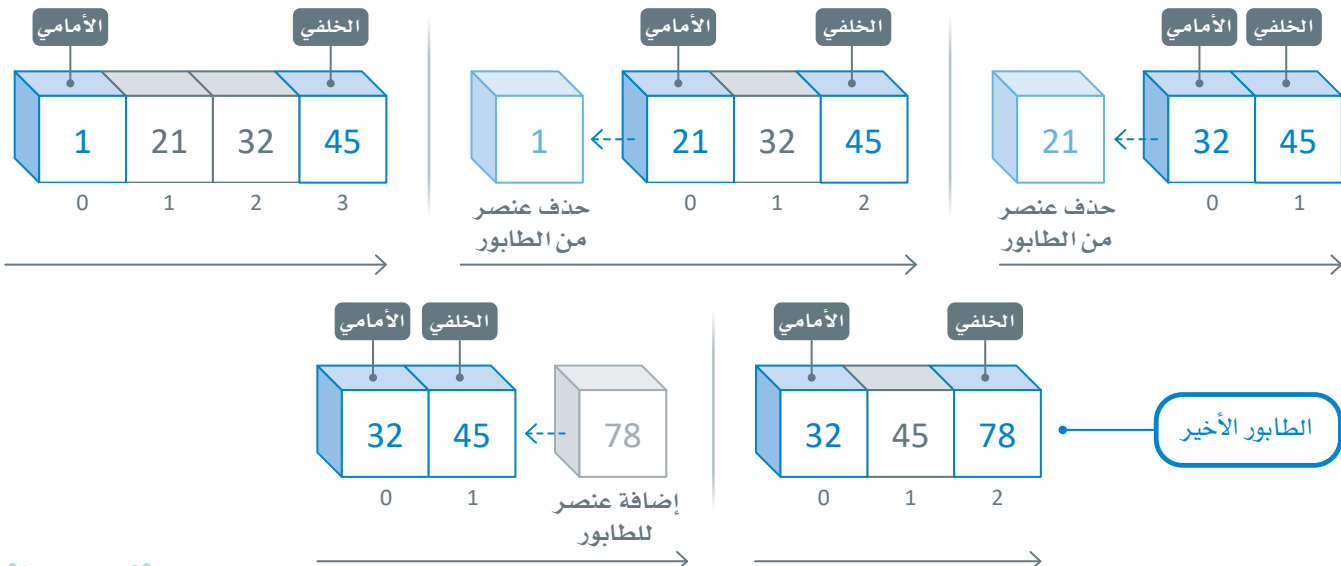 الأمامي
الخلفي
1 21 32 45
0 1 2 3
الأمامي
الخلفي
1 21 32 45
0 1 2
حذف عنصر
من الطابور
الأمامي
الخلفي
21 32 45
0 1
حذف عنصر
من الطابور
الأمامي
الخلفي
32 45 78
0 1
إضافة عنصر
للطابور
الأمامي
الخلفي
32 45 78
0 1 2
الطابور الأخير